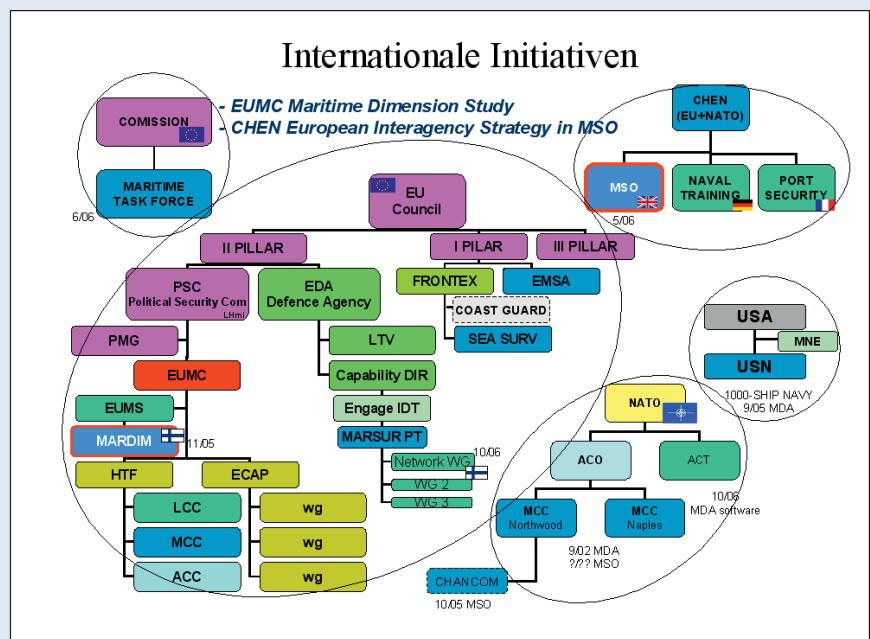 Internationale Initiativen
- EUMC Maritime Dimension Study
- CHEN European Interagency Strategy in MSO
COMISSION
MARITIME
TASK FORCE
6/06
CHEN
(EU+NATO)
MSO
NAVAL
TRAINING
PORT
SECURITY
5/06
EU
Council
II PILLAR
I PILAR
III PILLAR
PSC
Political Security Com
LHmi
EDA
Defence Agency
FRONTEX
EMSA
COAST GUARD
SEA SURV
PMG
LTV
EUMC
Capability DIR
EUMS
Engage IDT
MARDIM
11/05
MARSUR PT
10/06
Network WG
WG 2
WG 3
HTF
ECAP
LCC
wg
MCC
wg
ACC
wg
USA
MNE
USN
1000-SHIP NAVY
9/05 MDA
NATO
ACO
ACT
10/06
MDA software
MCC
Northwood
MCC
Naples
9/02 MDA
?/?? MSO
CHANCOM
10/05 MSO